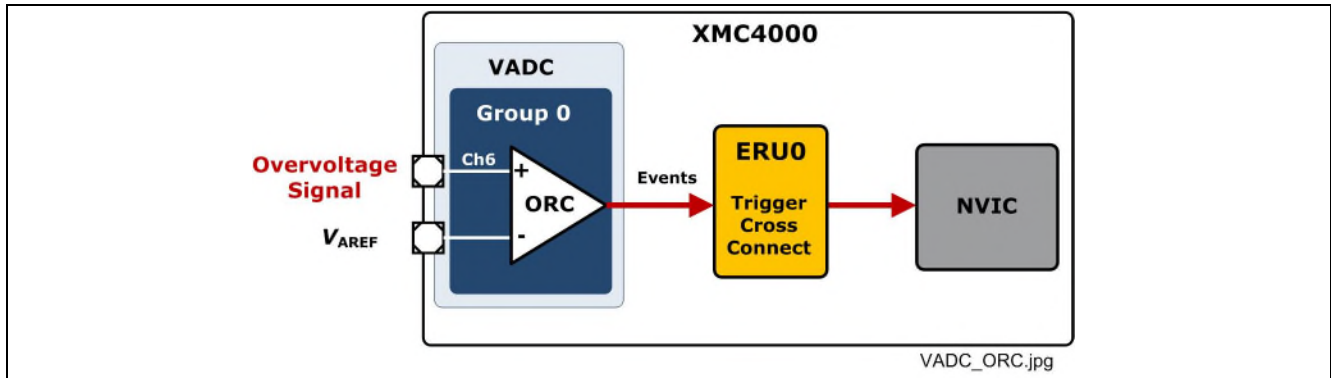 XMC4000
VADC
Group 0
Overvoltage
Signal
Ch6
+
ORC
-
VAREF
Events
ERU0
Trigger
Cross
Connect
NVIC
VADC_ORC.jpg